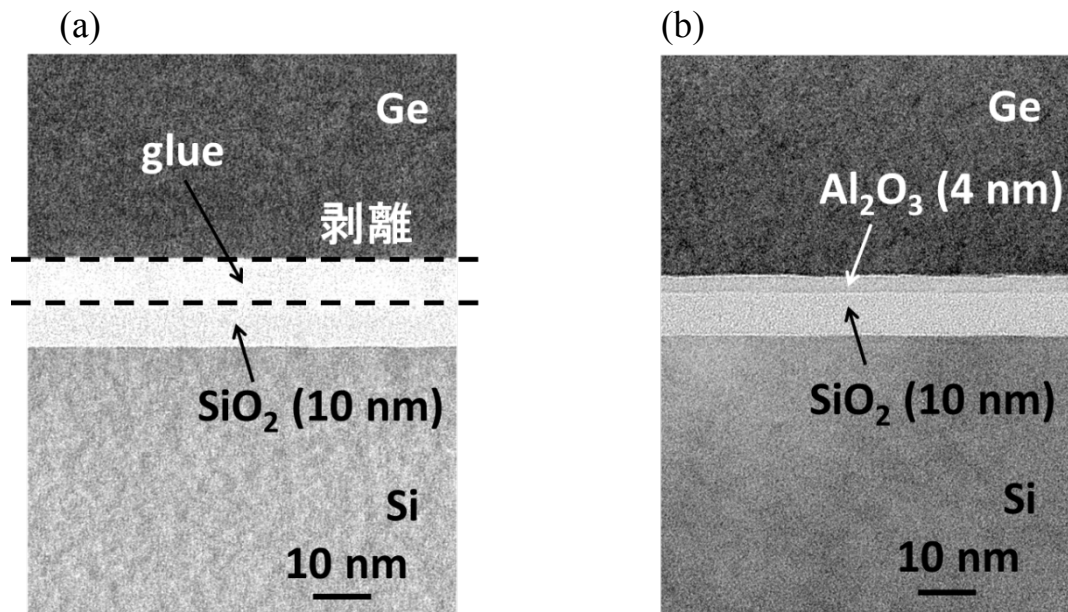 (a)
Ge
glue
剥離
SiO₂ (10 nm)
Si
10 nm
(b)
Ge
Al₂O₃ (4 nm)
SiO₂ (10 nm)
Si
10 nm